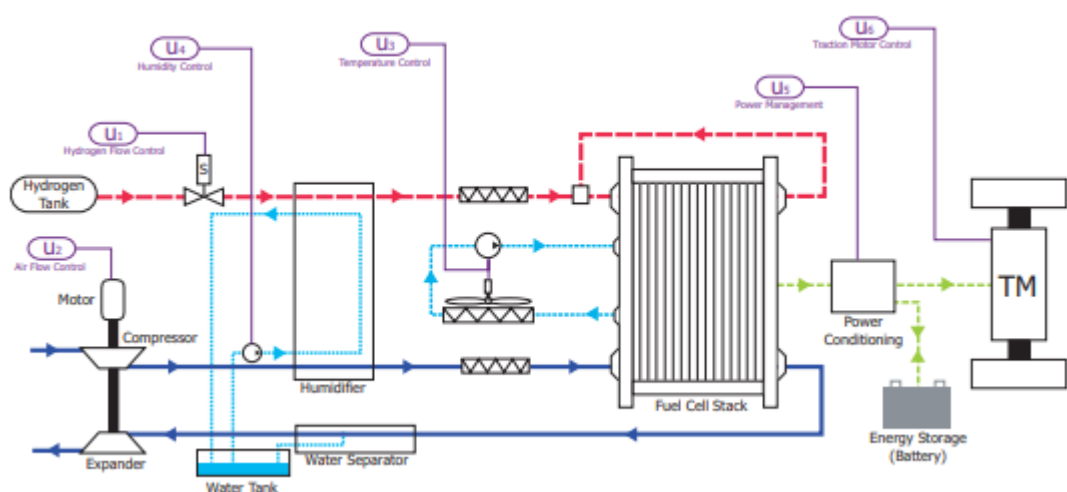 u4
Humidity Control
u3
Temperature Control
u6
Traction Motor Control
u5
Power Management
u1
Hydrogen Flow Control
S
Hydrogen
Tank
u2
Air Flow Control
Motor
Compressor
Humidifier
Fuel Cell Stack
Power
Conditioning
TM
Energy Storage
(Battery)
Expander
Water Separator
Water Tank